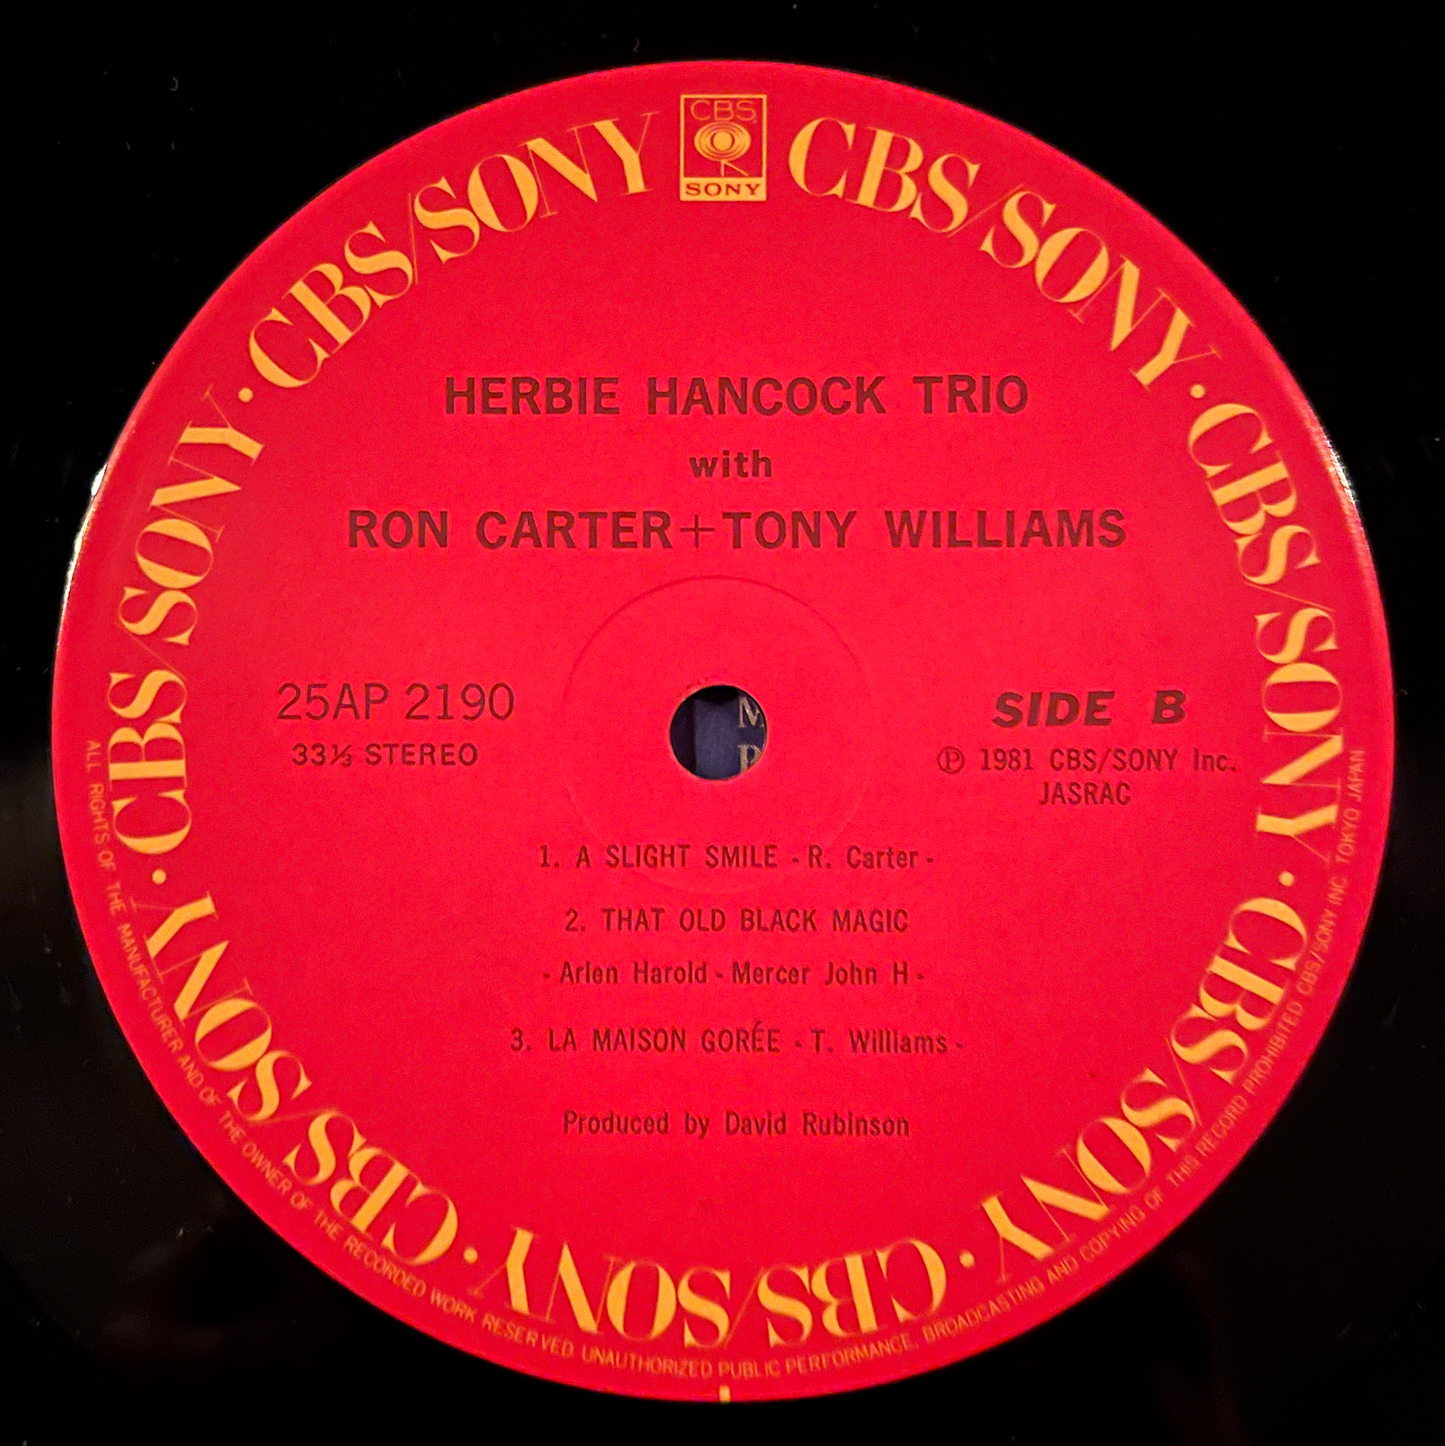 CBS
SONY
CBS/SONY · CBS/SONY · CBS/SONY · CBS/SONY · CBS/SONY · CBS/SONY · CBS/SONY · CBS/SONY
HERBIE HANCOCK TRIO
with
RON CARTER+TONY WILLIAMS
25AP 2190
33⅓ STEREO
SIDE B
Ⓟ 1981 CBS/SONY Inc.
JASRAC
M
P
1. A SLIGHT SMILE - R. Carter -
2. THAT OLD BLACK MAGIC
- Arlen Harold - Mercer John H -
3. LA MAISON GORÉE - T. Williams -
Produced by David Rubinson
ALL RIGHTS OF THE MANUFACTURER AND OF THE OWNER OF THE RECORDED WORK RESERVED. UNAUTHORIZED PUBLIC PERFORMANCE, BROADCASTING AND COPYING OF THIS RECORD PROHIBITED CBS/SONY INC TOKYO JAPAN